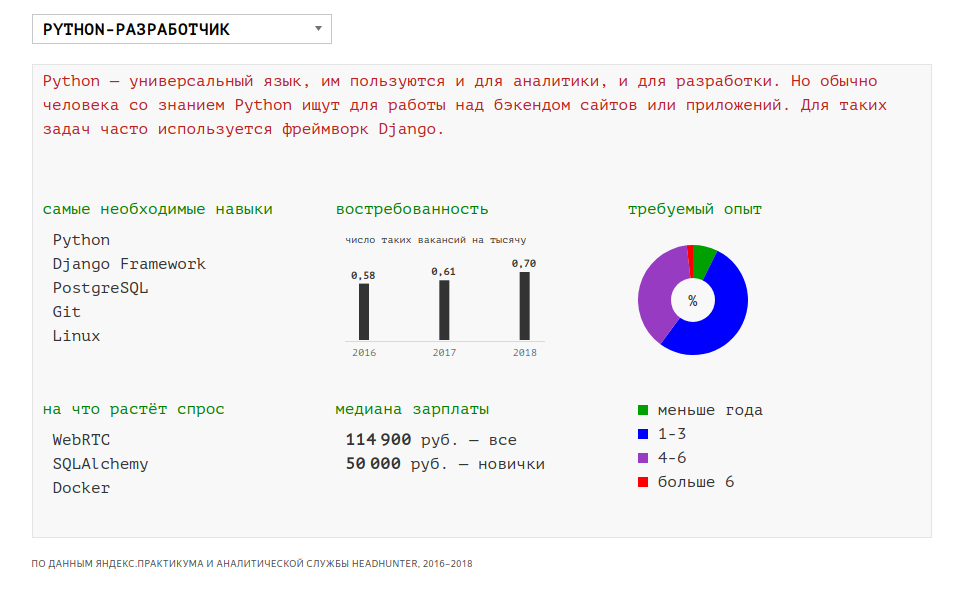 PYTHON-РАЗРАБОТЧИК
Python — универсальный язык, им пользуются и для аналитики, и для разработки. Но обычно
человека со знанием Python ищут для работы над бэкендом сайтов или приложений. Для таких
задач часто используется фреймворк Django.
самые необходимые навыки
Python
Django Framework
PostgreSQL
Git
Linux
востребованность
число таких вакансий на тысячу
0,58
0,61
0,70
2016
2017
2018
требуемый опыт
%
на что растёт спрос
WebRTC
SQLAlchemy
Docker
медиана зарплаты
114 900 руб. — все
50 000 руб. — новички
меньше года
1–3
4–6
больше 6
ПО ДАННЫМ ЯНДЕКС.ПРАКТИКУМА И АНАЛИТИЧЕСКОЙ СЛУЖБЫ HEADHUNTER, 2016–2018